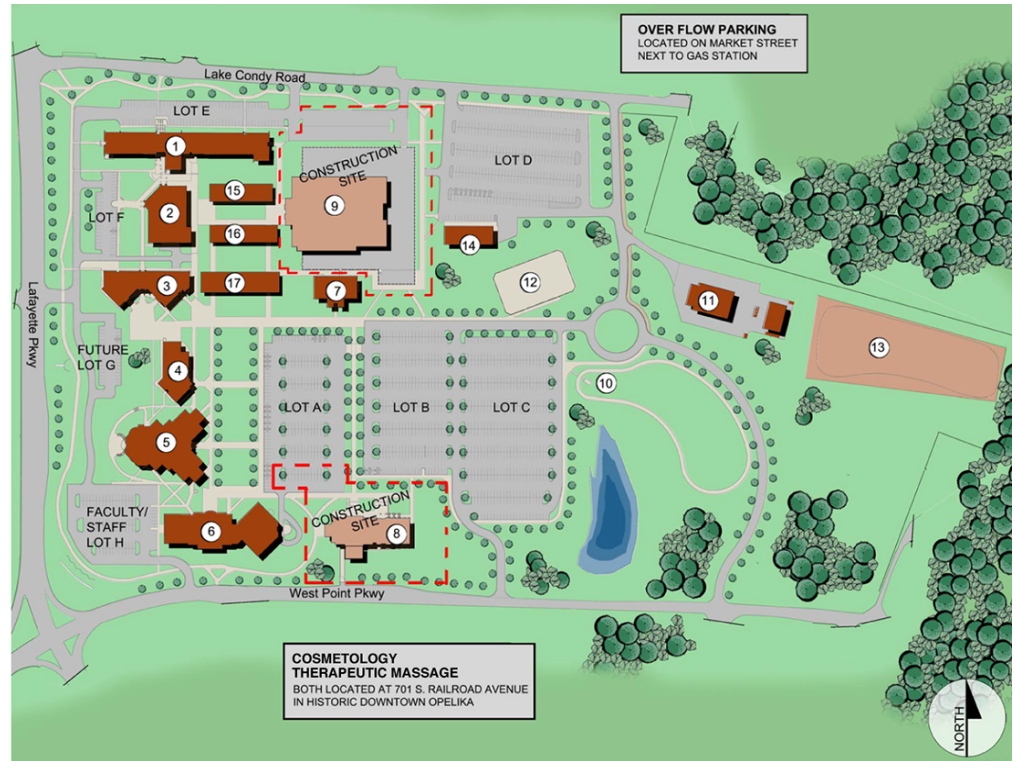 OVER FLOW PARKING
LOCATED ON MARKET STREET
NEXT TO GAS STATION
Lake Condy Road
LOT E
1
CONSTRUCTION
SITE
LOT D
15
9
LOT F
2
16
14
3
17
7
12
11
Lafayette Pkwy
FUTURE
LOT G
4
13
10
LOT A
LOT B
LOT C
5
FACULTY/
STAFF
LOT H
6
CONSTRUCTION
SITE
8
West Point Pkwy
COSMETOLOGY
THERAPEUTIC MASSAGE
BOTH LOCATED AT 701 S. RAILROAD AVENUE
IN HISTORIC DOWNTOWN OPELIKA
NORTH